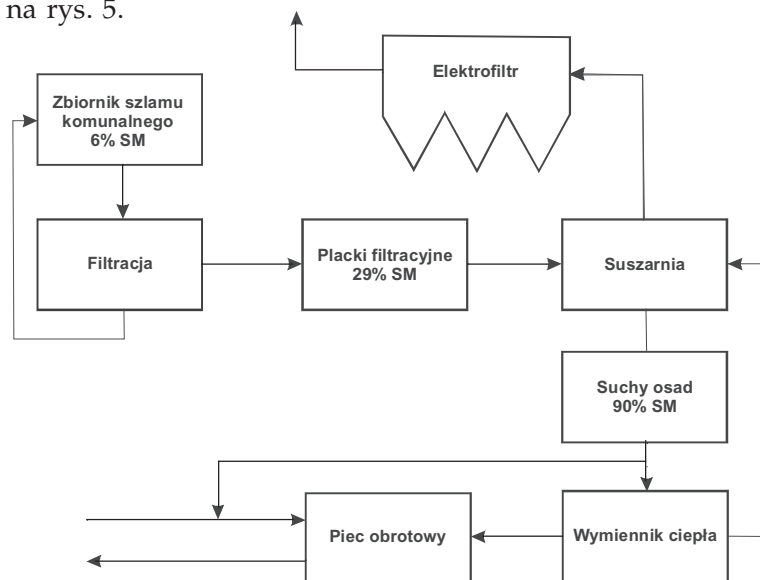 na rys. 5.
Elektrofiltr
Zbiornik szlamu
komunalnego
6% SM
Filtracja
Placki filtracyjne
29% SM
Suszarnia
Suchy osad
90% SM
Piec obrotowy
Wymiennik ciepła